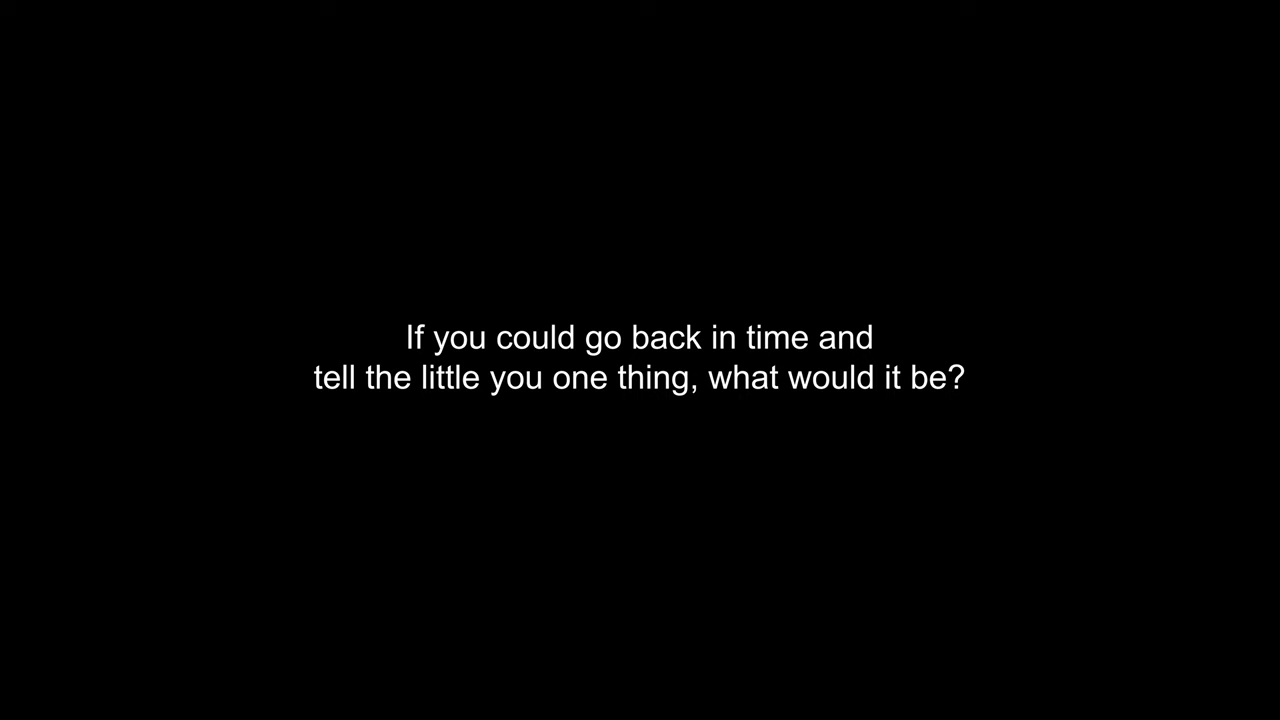 If you could go back in time and
tell the little you one thing, what would it be?